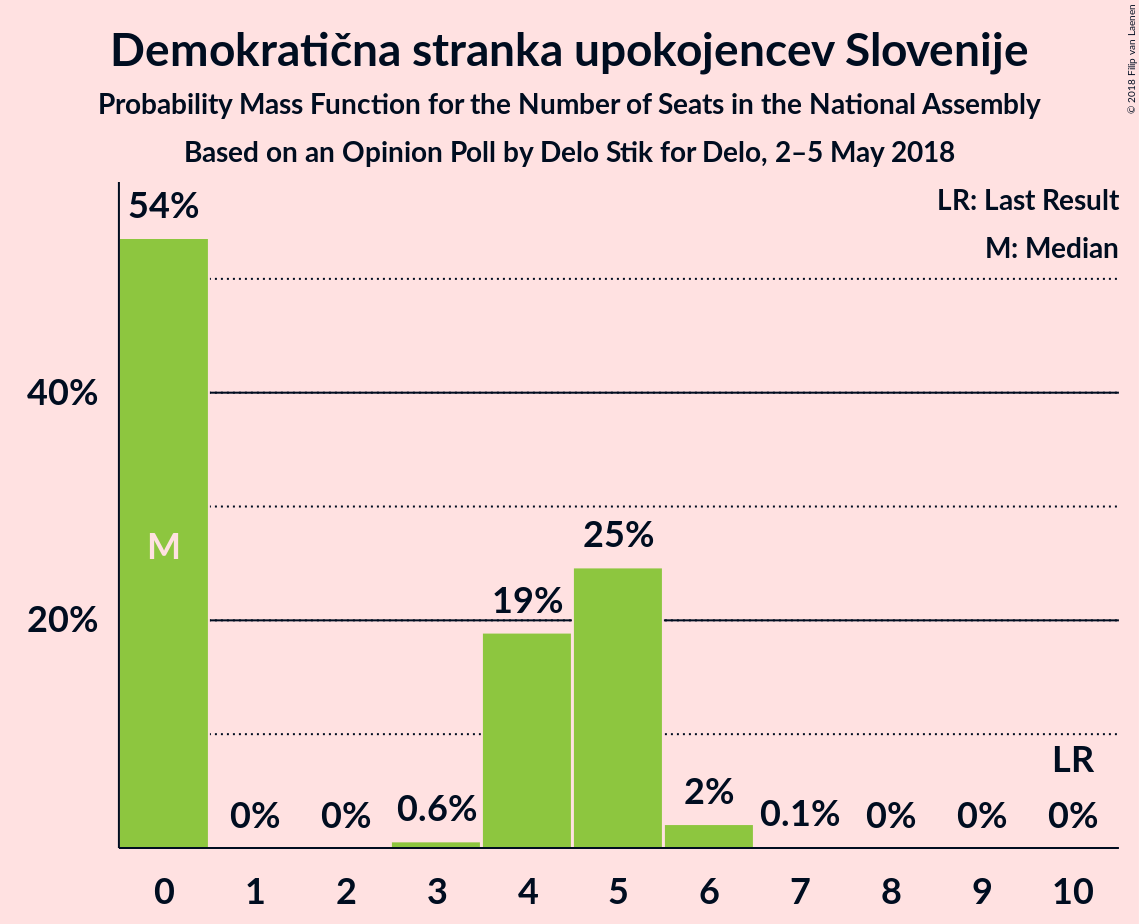 Demokratična stranka upokojencev Slovenije
Probability Mass Function for the Number of Seats in the National Assembly
Based on an Opinion Poll by Delo Stik for Delo, 2–5 May 2018
© 2018 Filip van Laenen
LR: Last Result
M: Median
54%
40%
M
25%
19%
20%
LR
0%
0%
0.6%
2%
0.1%
0%
0%
0%
0 1 2 3 4 5 6 7 8 9 10